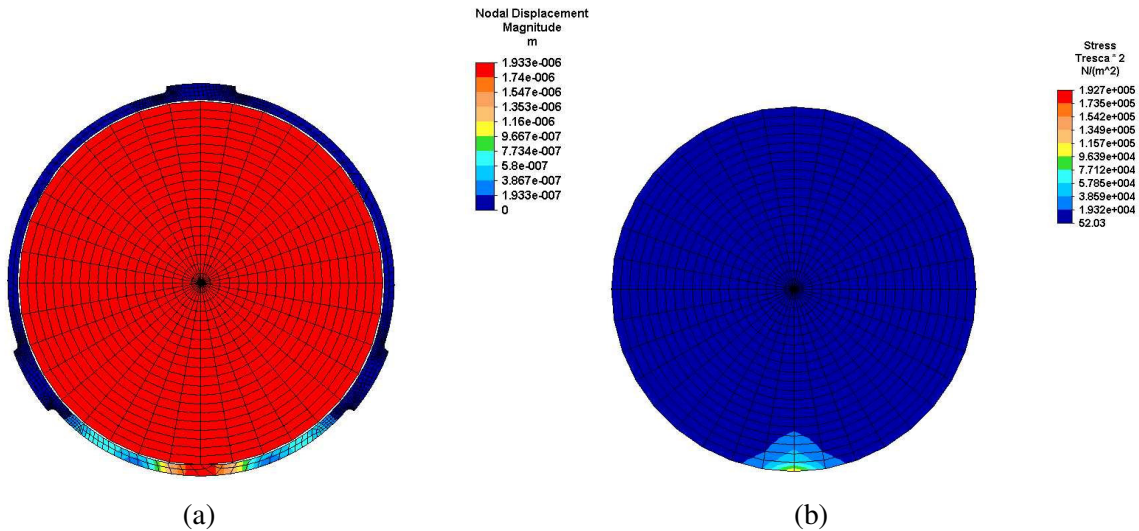 Nodal Displacement
Magnitude
m
1.933e-006
1.74e-006
1.547e-006
1.353e-006
1.16e-006
9.667e-007
7.734e-007
5.8e-007
3.867e-007
1.933e-007
0
(a)
Stress
Tresca * 2
N/(m^2)
1.927e+005
1.735e+005
1.542e+005
1.349e+005
1.157e+005
9.639e+004
7.712e+004
5.785e+004
3.859e+004
1.932e+004
52.03
(b)